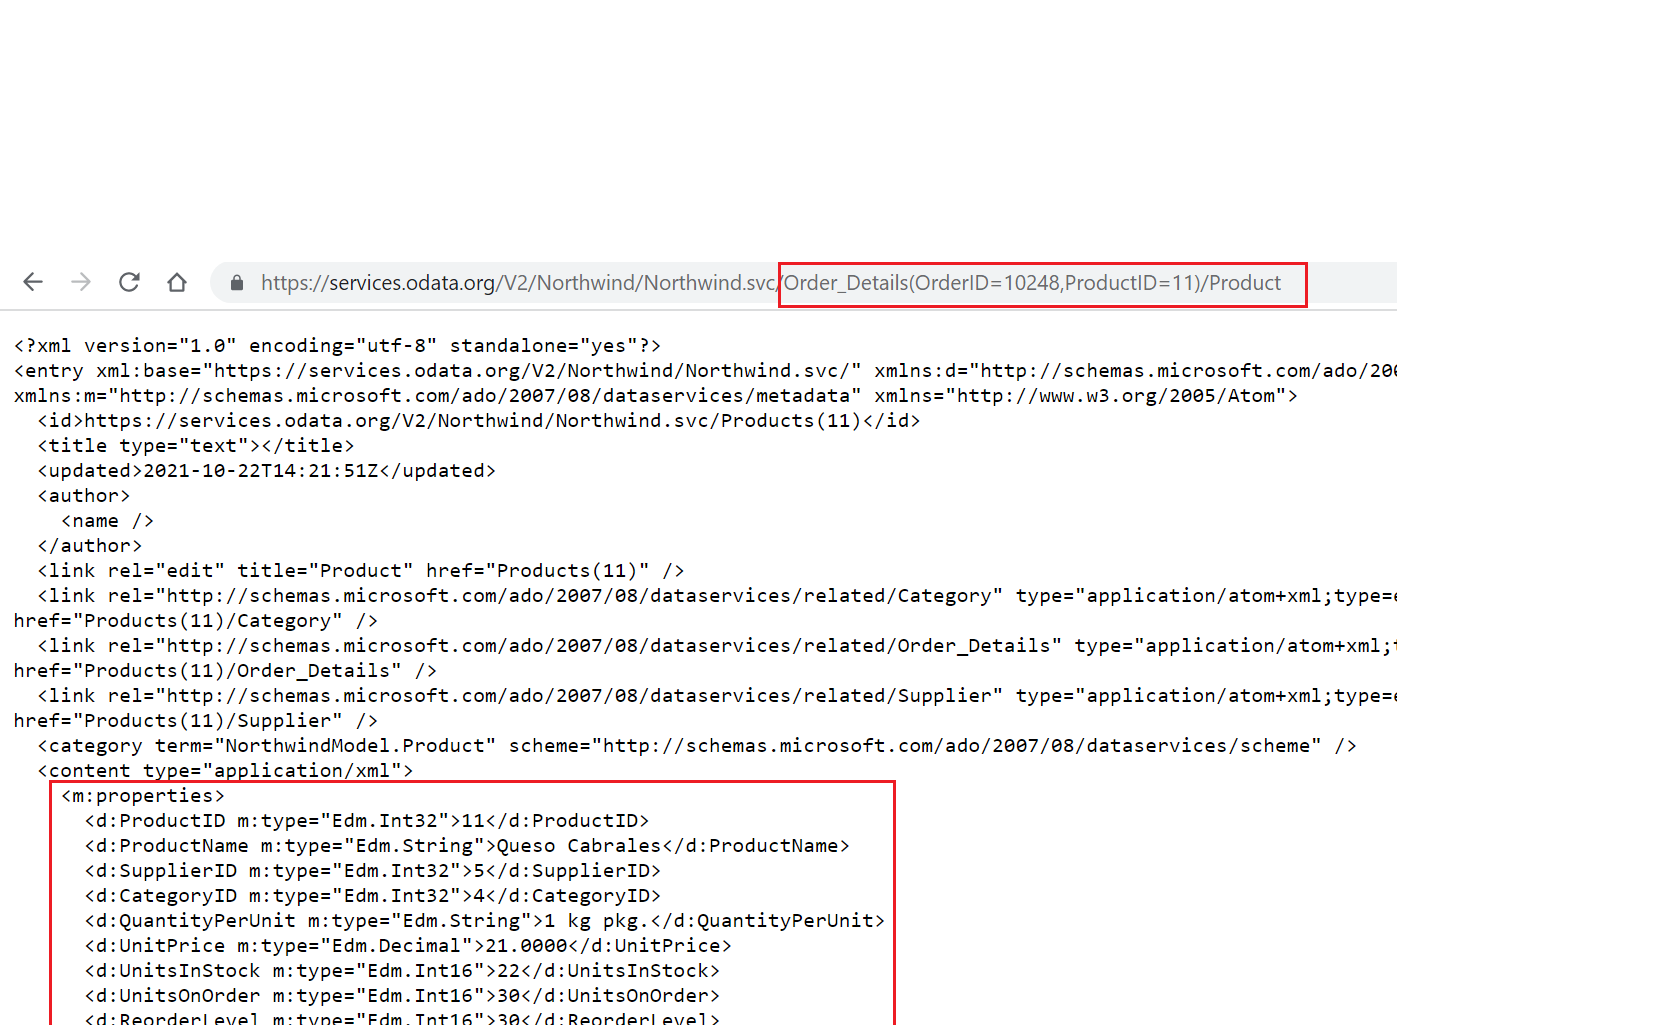 https://services.odata.org/V2/Northwind/Northwind.svc/Order_Details(OrderID=10248,ProductID=11)/Product
<?xml version="1.0" encoding="utf-8" standalone="yes"?>
<entry xml:base="https://services.odata.org/V2/Northwind/Northwind.svc/" xmlns:d="http://schemas.microsoft.com/ado/200
xmlns:m="http://schemas.microsoft.com/ado/2007/08/dataservices/metadata" xmlns="http://www.w3.org/2005/Atom">
<id>https://services.odata.org/V2/Northwind/Northwind.svc/Products(11)</id>
<title type="text"></title>
<updated>2021-10-22T14:21:51Z</updated>
<author>
<name />
</author>
<link rel="edit" title="Product" href="Products(11)" />
<link rel="http://schemas.microsoft.com/ado/2007/08/dataservices/related/Category" type="application/atom+xml;type=e
href="Products(11)/Category" />
<link rel="http://schemas.microsoft.com/ado/2007/08/dataservices/related/Order_Details" type="application/atom+xml;t
href="Products(11)/Order_Details" />
<link rel="http://schemas.microsoft.com/ado/2007/08/dataservices/related/Supplier" type="application/atom+xml;type=e
href="Products(11)/Supplier" />
<category term="NorthwindModel.Product" scheme="http://schemas.microsoft.com/ado/2007/08/dataservices/scheme" />
<content type="application/xml">
<m:properties>
<d:ProductID m:type="Edm.Int32">11</d:ProductID>
<d:ProductName m:type="Edm.String">Queso Cabrales</d:ProductName>
<d:SupplierID m:type="Edm.Int32">5</d:SupplierID>
<d:CategoryID m:type="Edm.Int32">4</d:CategoryID>
<d:QuantityPerUnit m:type="Edm.String">1 kg pkg.</d:QuantityPerUnit>
<d:UnitPrice m:type="Edm.Decimal">21.0000</d:UnitPrice>
<d:UnitsInStock m:type="Edm.Int16">22</d:UnitsInStock>
<d:UnitsOnOrder m:type="Edm.Int16">30</d:UnitsOnOrder>
<d:ReorderLevel m:type="Edm.Int16">30</d:ReorderLevel>